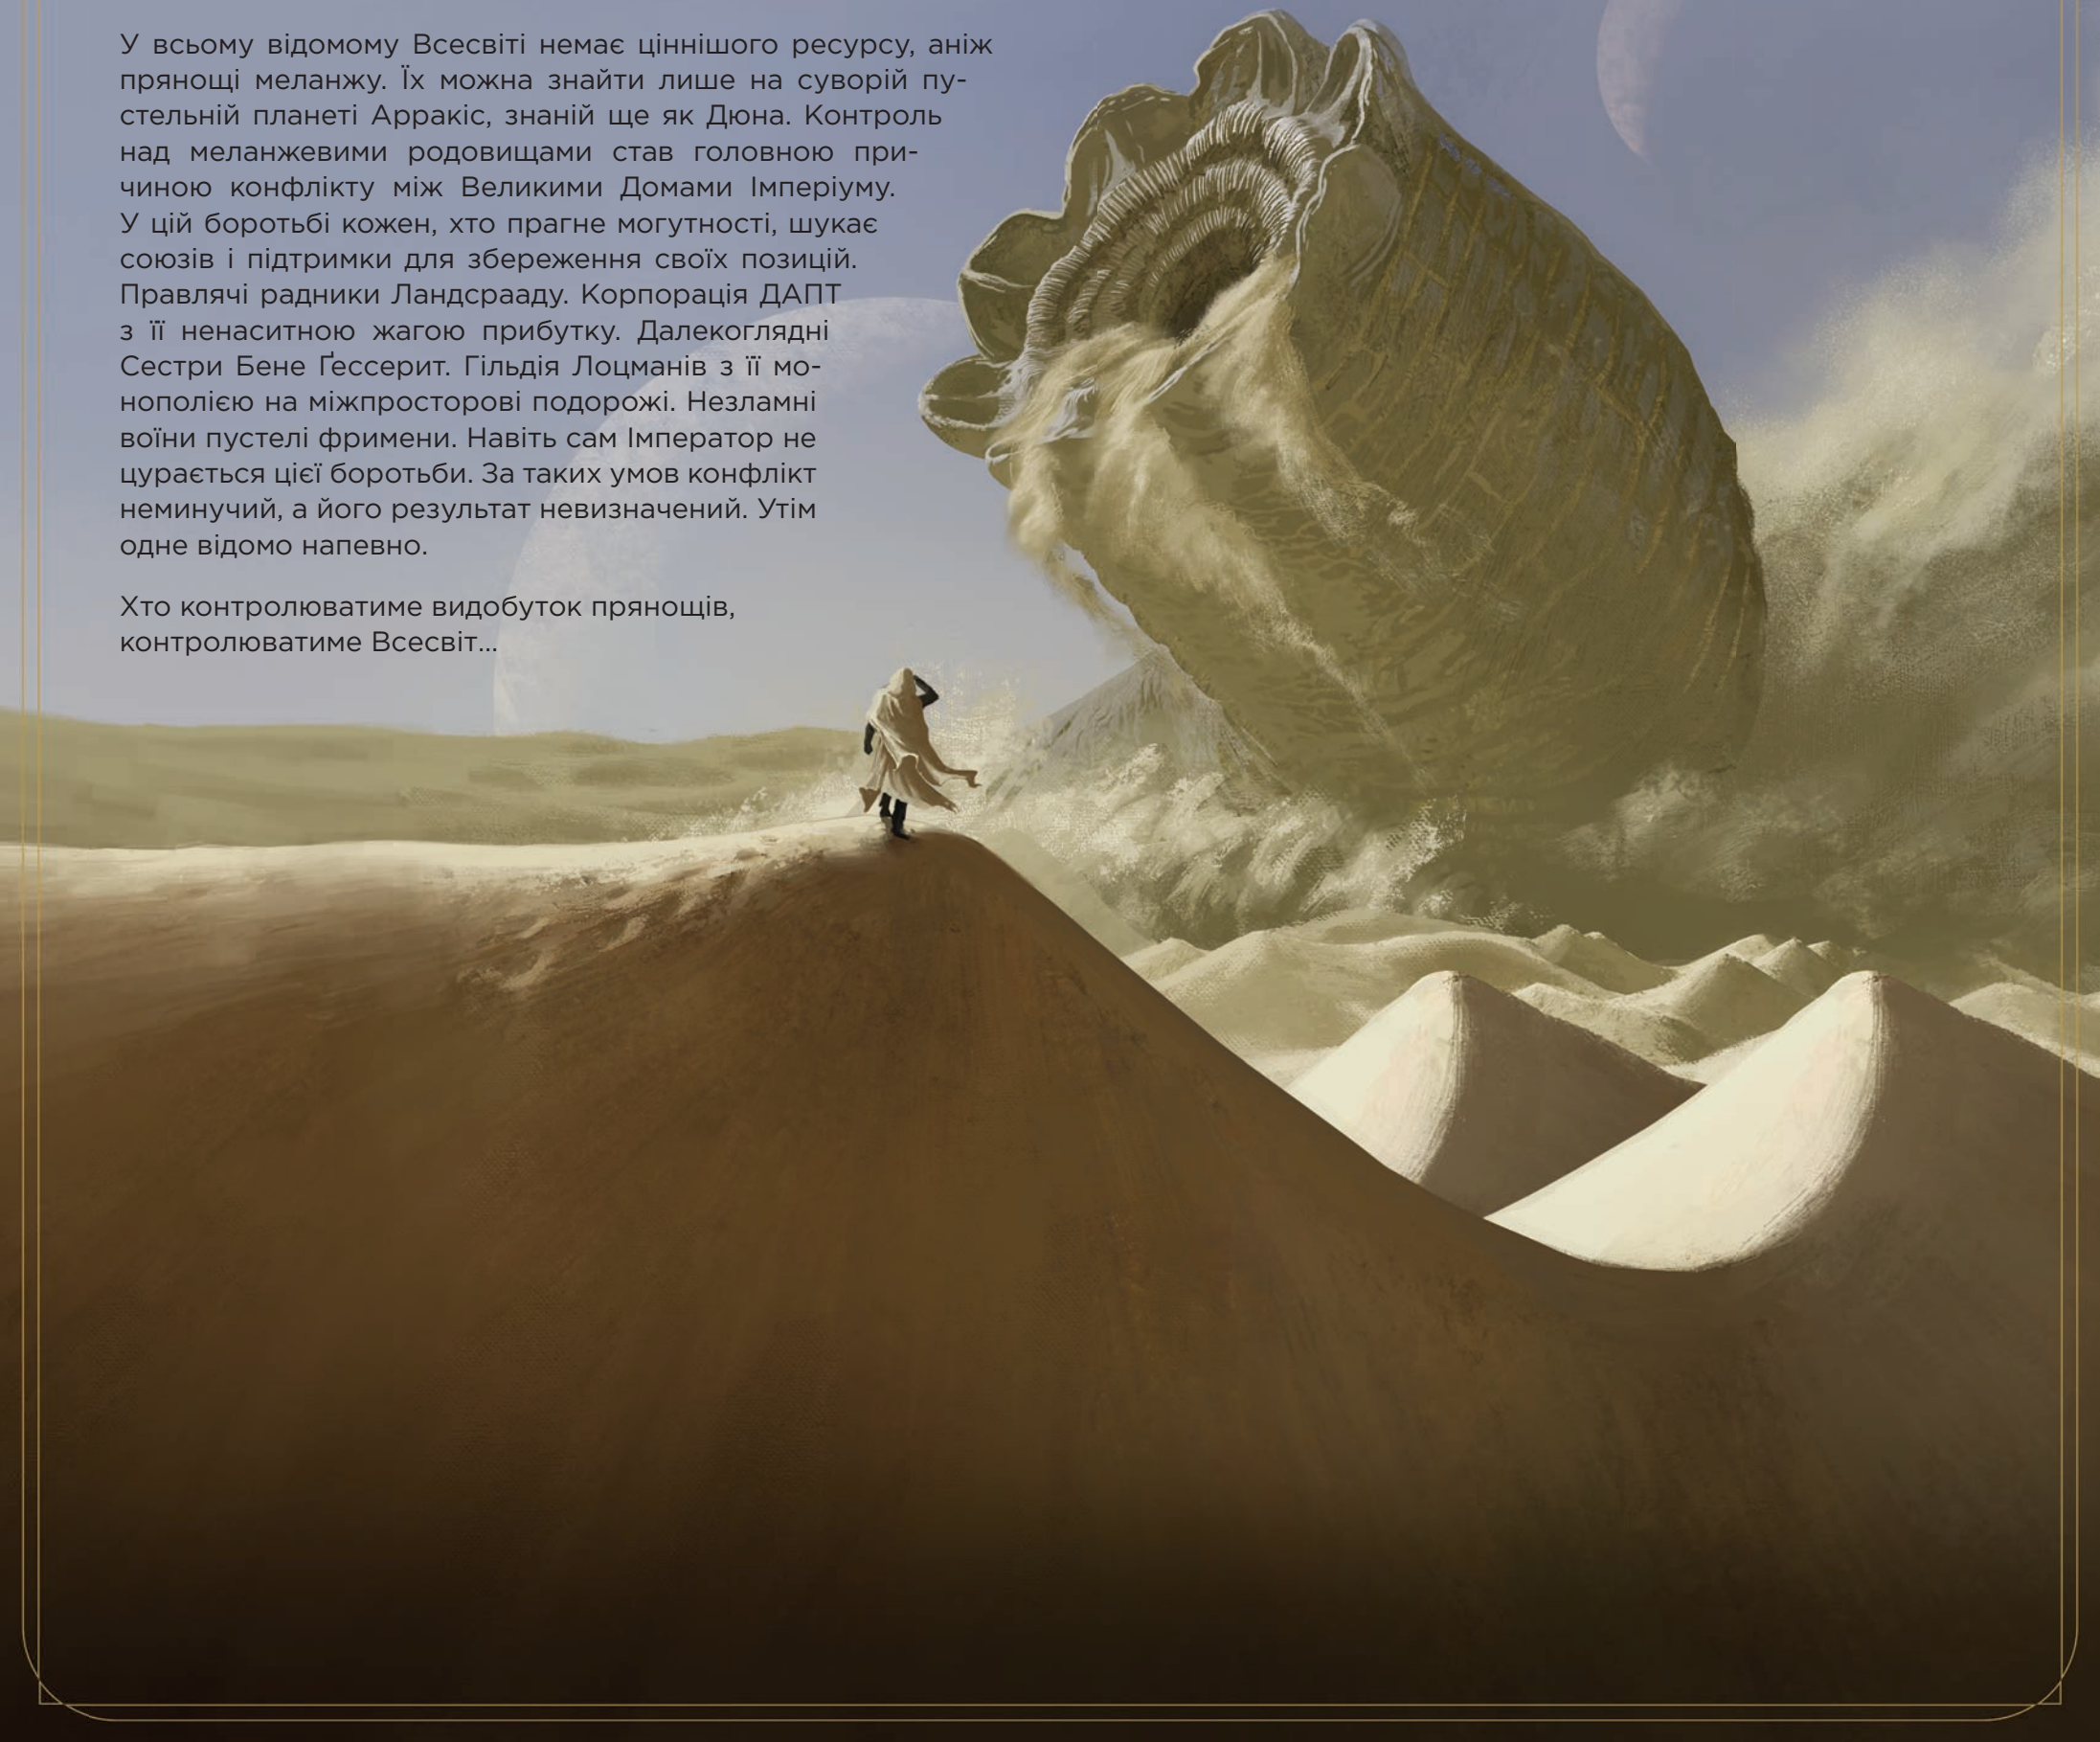 У всьому відомому Всесвіті немає ціннішого ресурсу, аніж
прянощі меланжу. Їх можна знайти лише на суворій пу-
стельній планеті Арракіс, знаній ще як Дюна. Контроль
над меланжевими родовищами став головною при-
чиною конфлікту між Великими Домами Імперіуму.
У цій боротьбі кожен, хто прагне могутності, шукає
союзів і підтримки для збереження своїх позицій.
Правлячі радники Ландсрааду. Корпорація ДАПТ
з її ненаситною жагою прибутку. Далекоглядні
Сестри Бене Ґессерит. Гільдія Лоцманів з її мо-
нополією на міжпросторові подорожі. Незламні
воїни пустелі фримени. Навіть сам Імператор не
цурається цієї боротьби. За таких умов конфлікт
неминучий, а його результат невизначений. Утім
одне відомо напевно.
Хто контролюватиме видобуток прянощів,
контролюватиме Всесвіт...